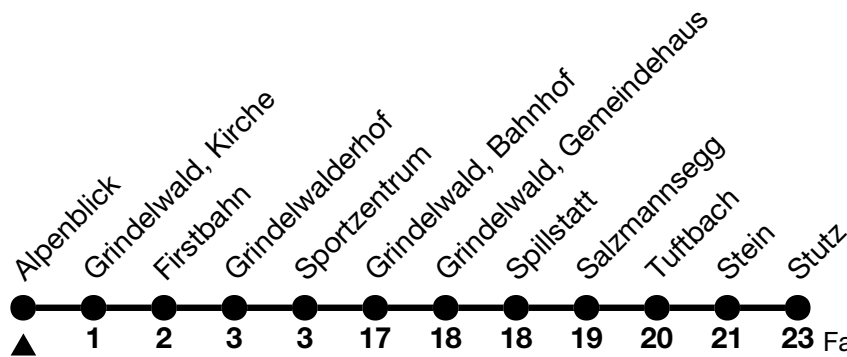 Alpenblick
Grindelwald, Kirche
Firstbahn
Grindelwalderhof
Sportzentrum
Grindelwald, Bahnhof
Grindelwald, Gemeindehaus
Spillstatt
Salzmannsegg
Tuftbach
Stein
Stutz
1 2 3 3 17 18 18 19 20 21 23